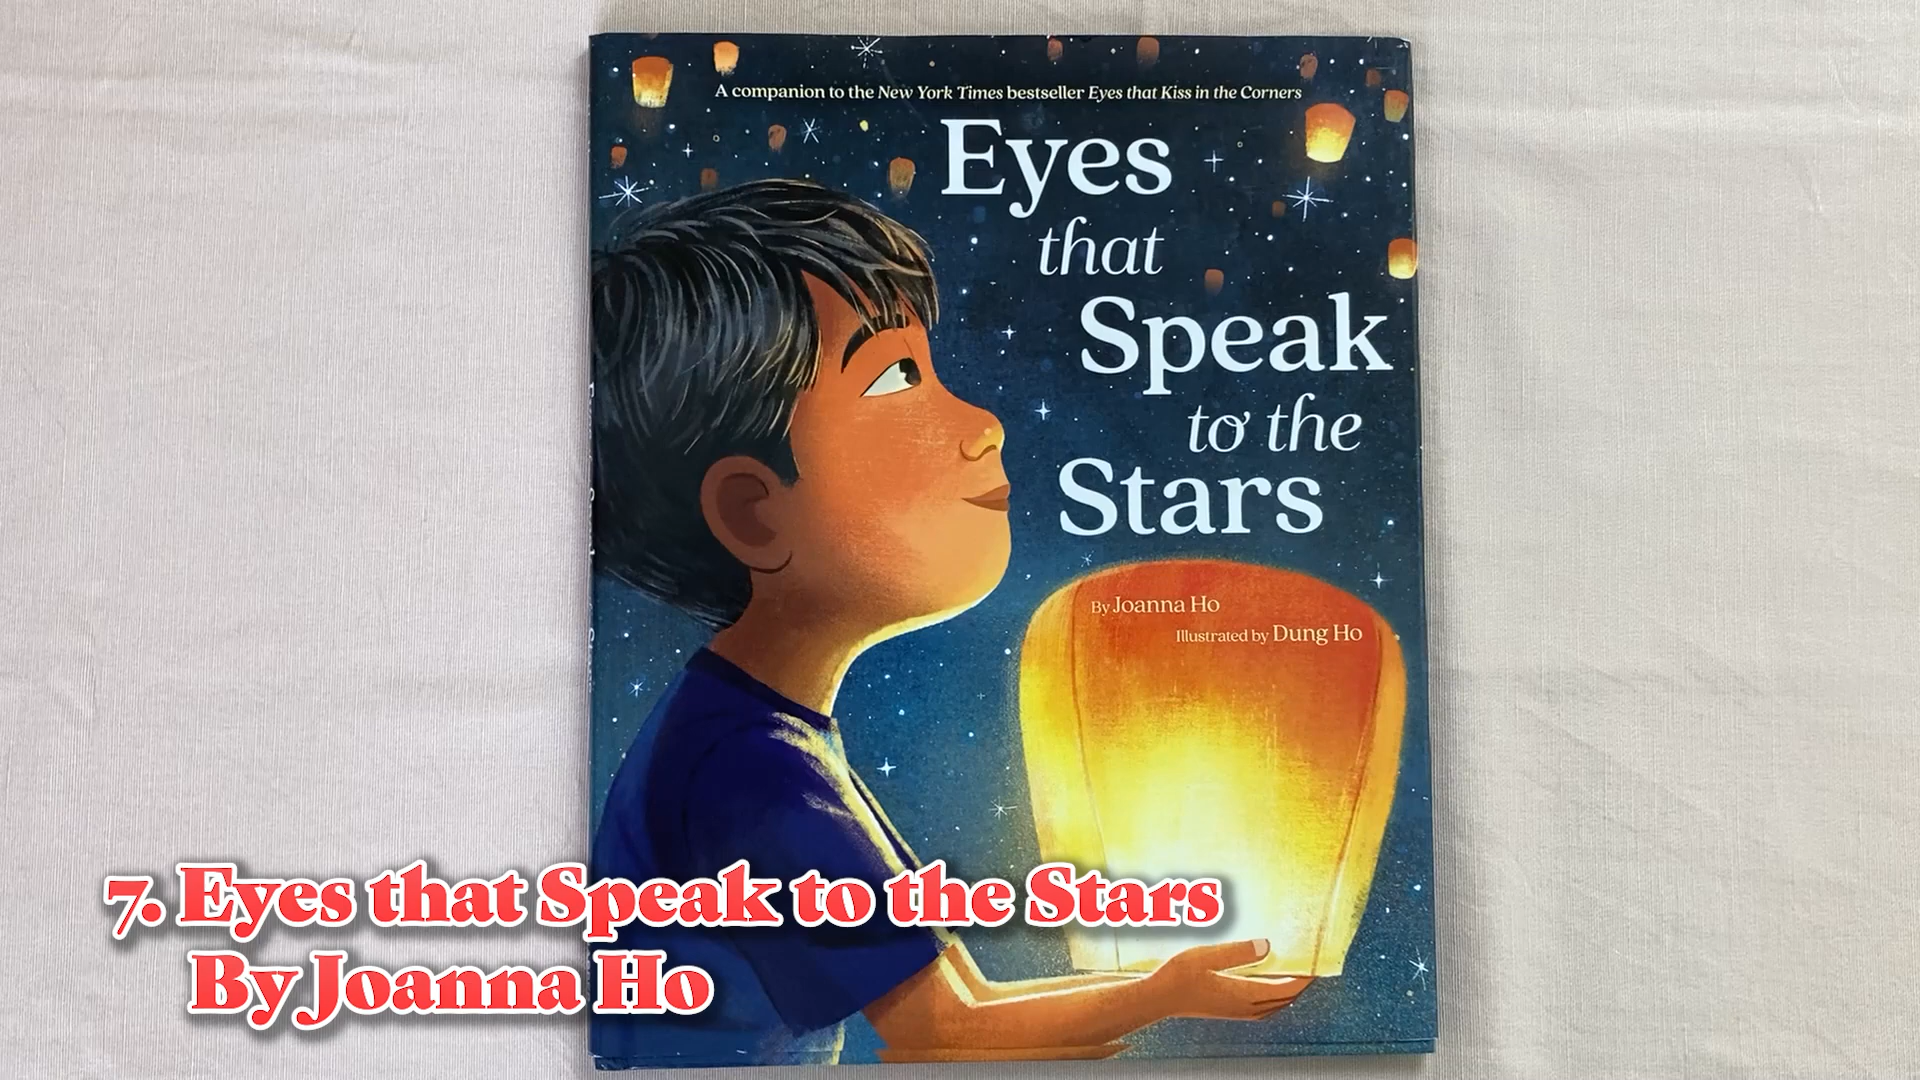 A companion to the New York Times bestseller Eyes that Kiss in the Corners
Eyes
that
Speak
to the
Stars
By Joanna Ho
Illustrated by Dung Ho
7. Eyes that Speak to the Stars
By Joanna Ho